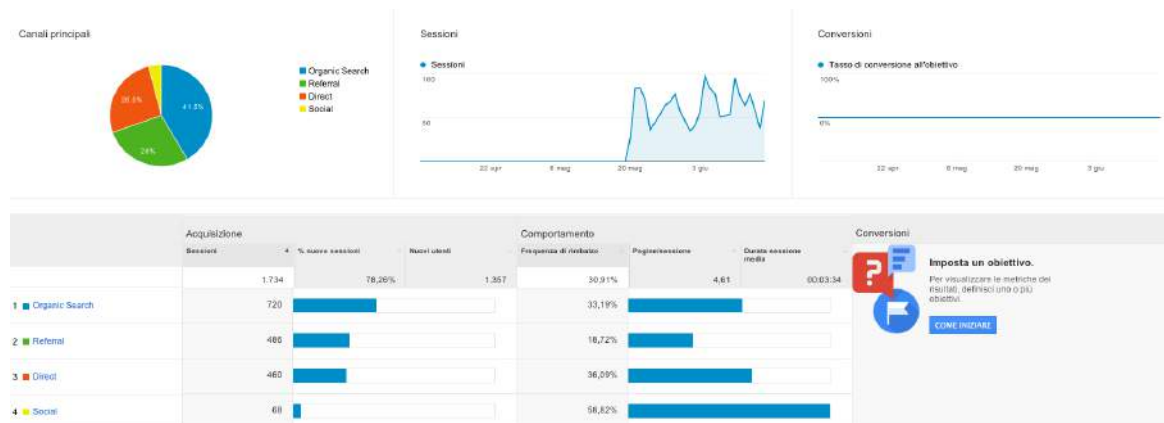 Canali principali
Organic Search
Referral
Direct
Social
41.5%
28%
26.5%
Sessioni
Sessioni
100
50
22 apr
6 mag
20 mag
3 giu
Conversioni
Tasso di conversione all'obiettivo
100%
0%
22 apr
6 mag
20 mag
3 giu
Acquisizione
Comportamento
Conversioni
Sessioni
% nuove sessioni
Nuovi utenti
Frequenza di rimbalzo
Pagine/sessione
Durata sessione media
1.734
78,26%
1.357
30,91%
4,61
00:03:34
1 Organic Search
720
33,19%
2 Referral
486
18,72%
3 Direct
460
36,09%
4 Social
68
58,82%
Imposta un obiettivo.
Per visualizzare le metriche dei
risultati, definisci uno o più
obiettivi.
COME INIZIARE